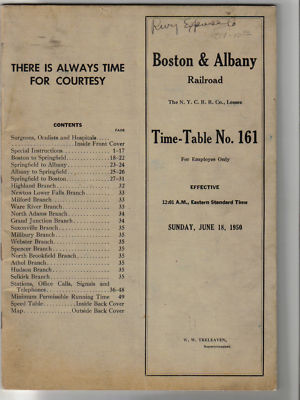 THERE IS ALWAYS TIME
FOR COURTESY
CONTENTS
PAGE
Surgeons, Oculists and Hospitals....
Inside Front Cover
Special Instructions 1-17
Boston to Springfield 18-22
Springfield to Albany 23-24
Albany to Springfield 25-26
Springfield to Boston 27-31
Highland Branch 32
Newton Lower Falls Branch 33
Milford Branch 33
Ware River Branch 33
North Adams Branch 34
Grand Junction Branch 34
Saxonville Branch 35
Millbury Branch 35
Webster Branch 35
Spencer Branch 35
North Brookfield Branch 35
Athol Branch 35
Hudson Branch 35
Selkirk Branch 35
Stations, Office Calls, Signals and
Telephones 36-48
Minimum Permissible Running Time 49
Speed Table Inside Back Cover
Map Outside Back Cover
Boston & Albany
Railroad
The N. Y. C. R. R. Co., Lessee
Time-Table No. 161
For Employes Only
EFFECTIVE
12:01 A.M., Eastern Standard Time
SUNDAY, JUNE 18, 1950
W. W. TRELEAVEN,
Superintendent